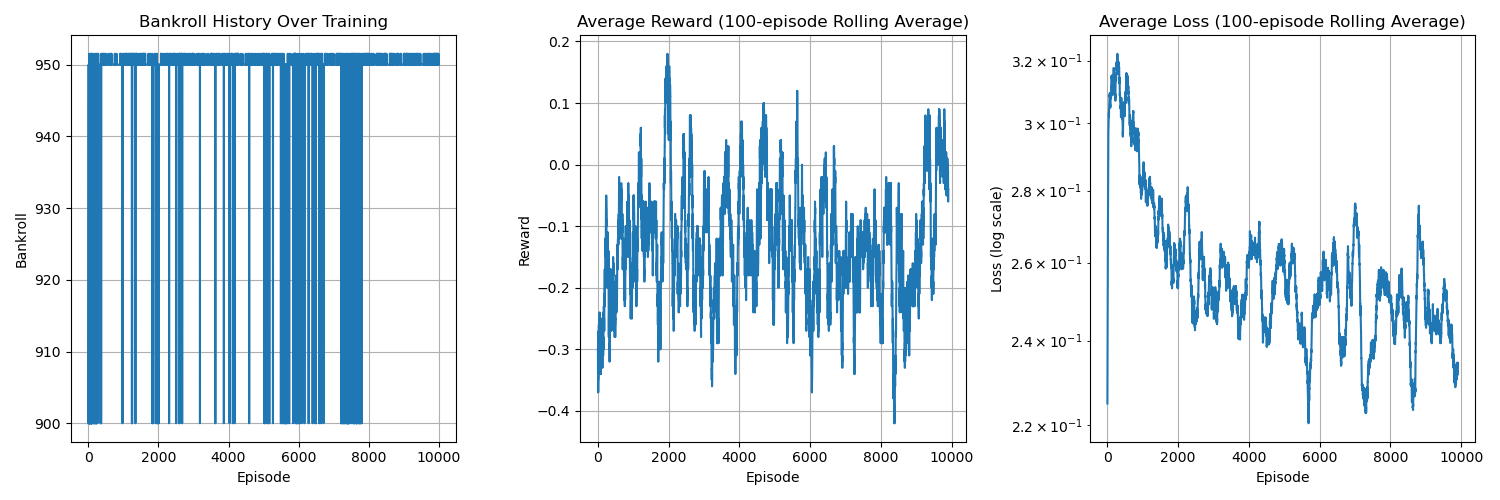 Bankroll History Over Training
Bankroll
950
940
930
920
910
900
0 2000 4000 6000 8000 10000
Episode
Average Reward (100-episode Rolling Average)
Reward
0.2
0.1
0.0
−0.1
−0.2
−0.3
−0.4
0 2000 4000 6000 8000 10000
Episode
Average Loss (100-episode Rolling Average)
Loss (log scale)
3.2 × 10⁻¹
3 × 10⁻¹
2.8 × 10⁻¹
2.6 × 10⁻¹
2.4 × 10⁻¹
2.2 × 10⁻¹
0 2000 4000 6000 8000 10000
Episode